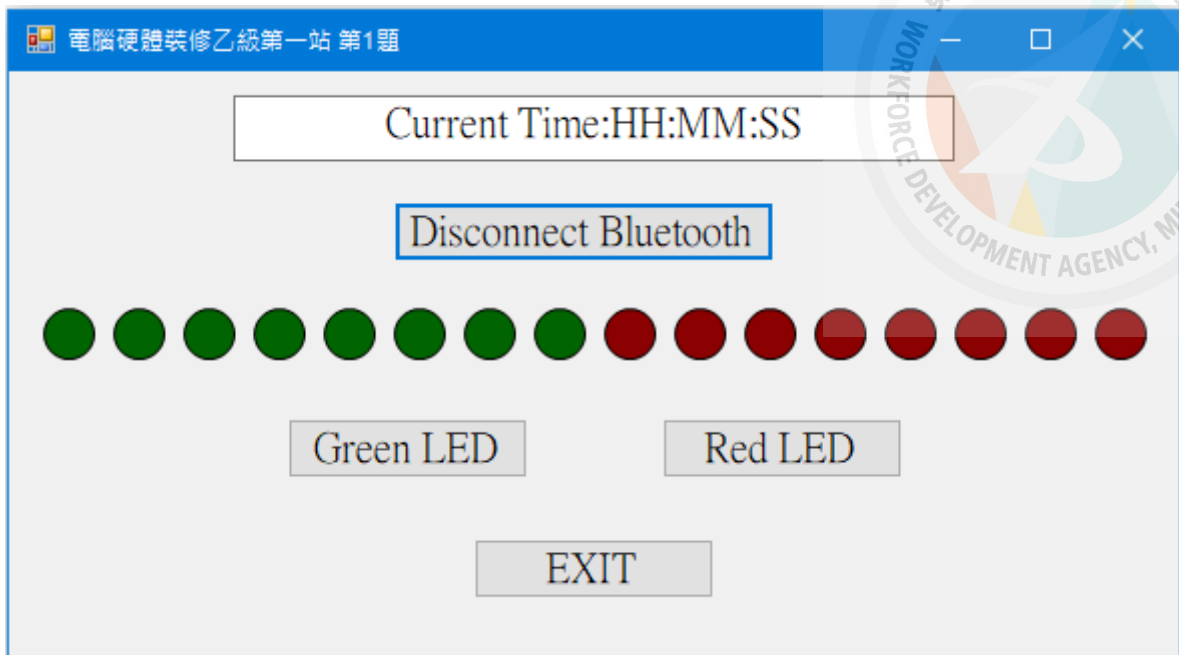 電腦硬體裝修乙級第一站 第1題
Current Time:HH:MM:SS
Disconnect Bluetooth
Green LED
Red LED
EXIT
WORKFORCE DEVELOPMENT AGENCY,